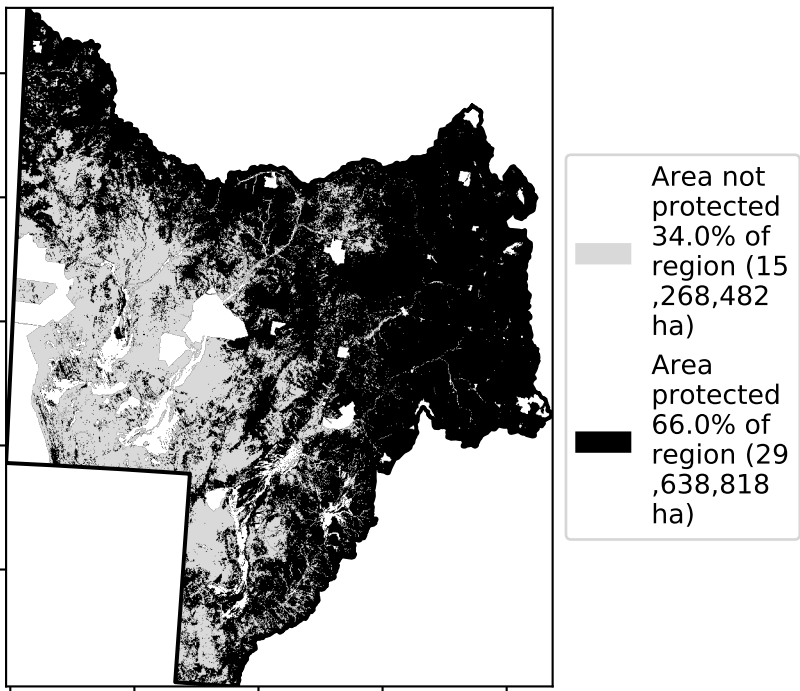 Area not
protected
34.0% of
region (15
,268,482
ha)
Area
protected
66.0% of
region (29
,638,818
ha)